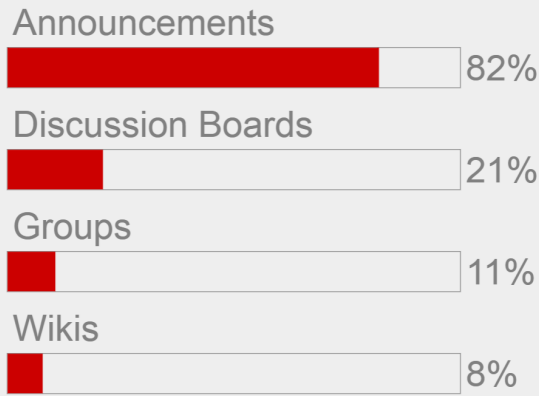 Announcements
82%
Discussion Boards
21%
Groups
11%
Wikis
8%